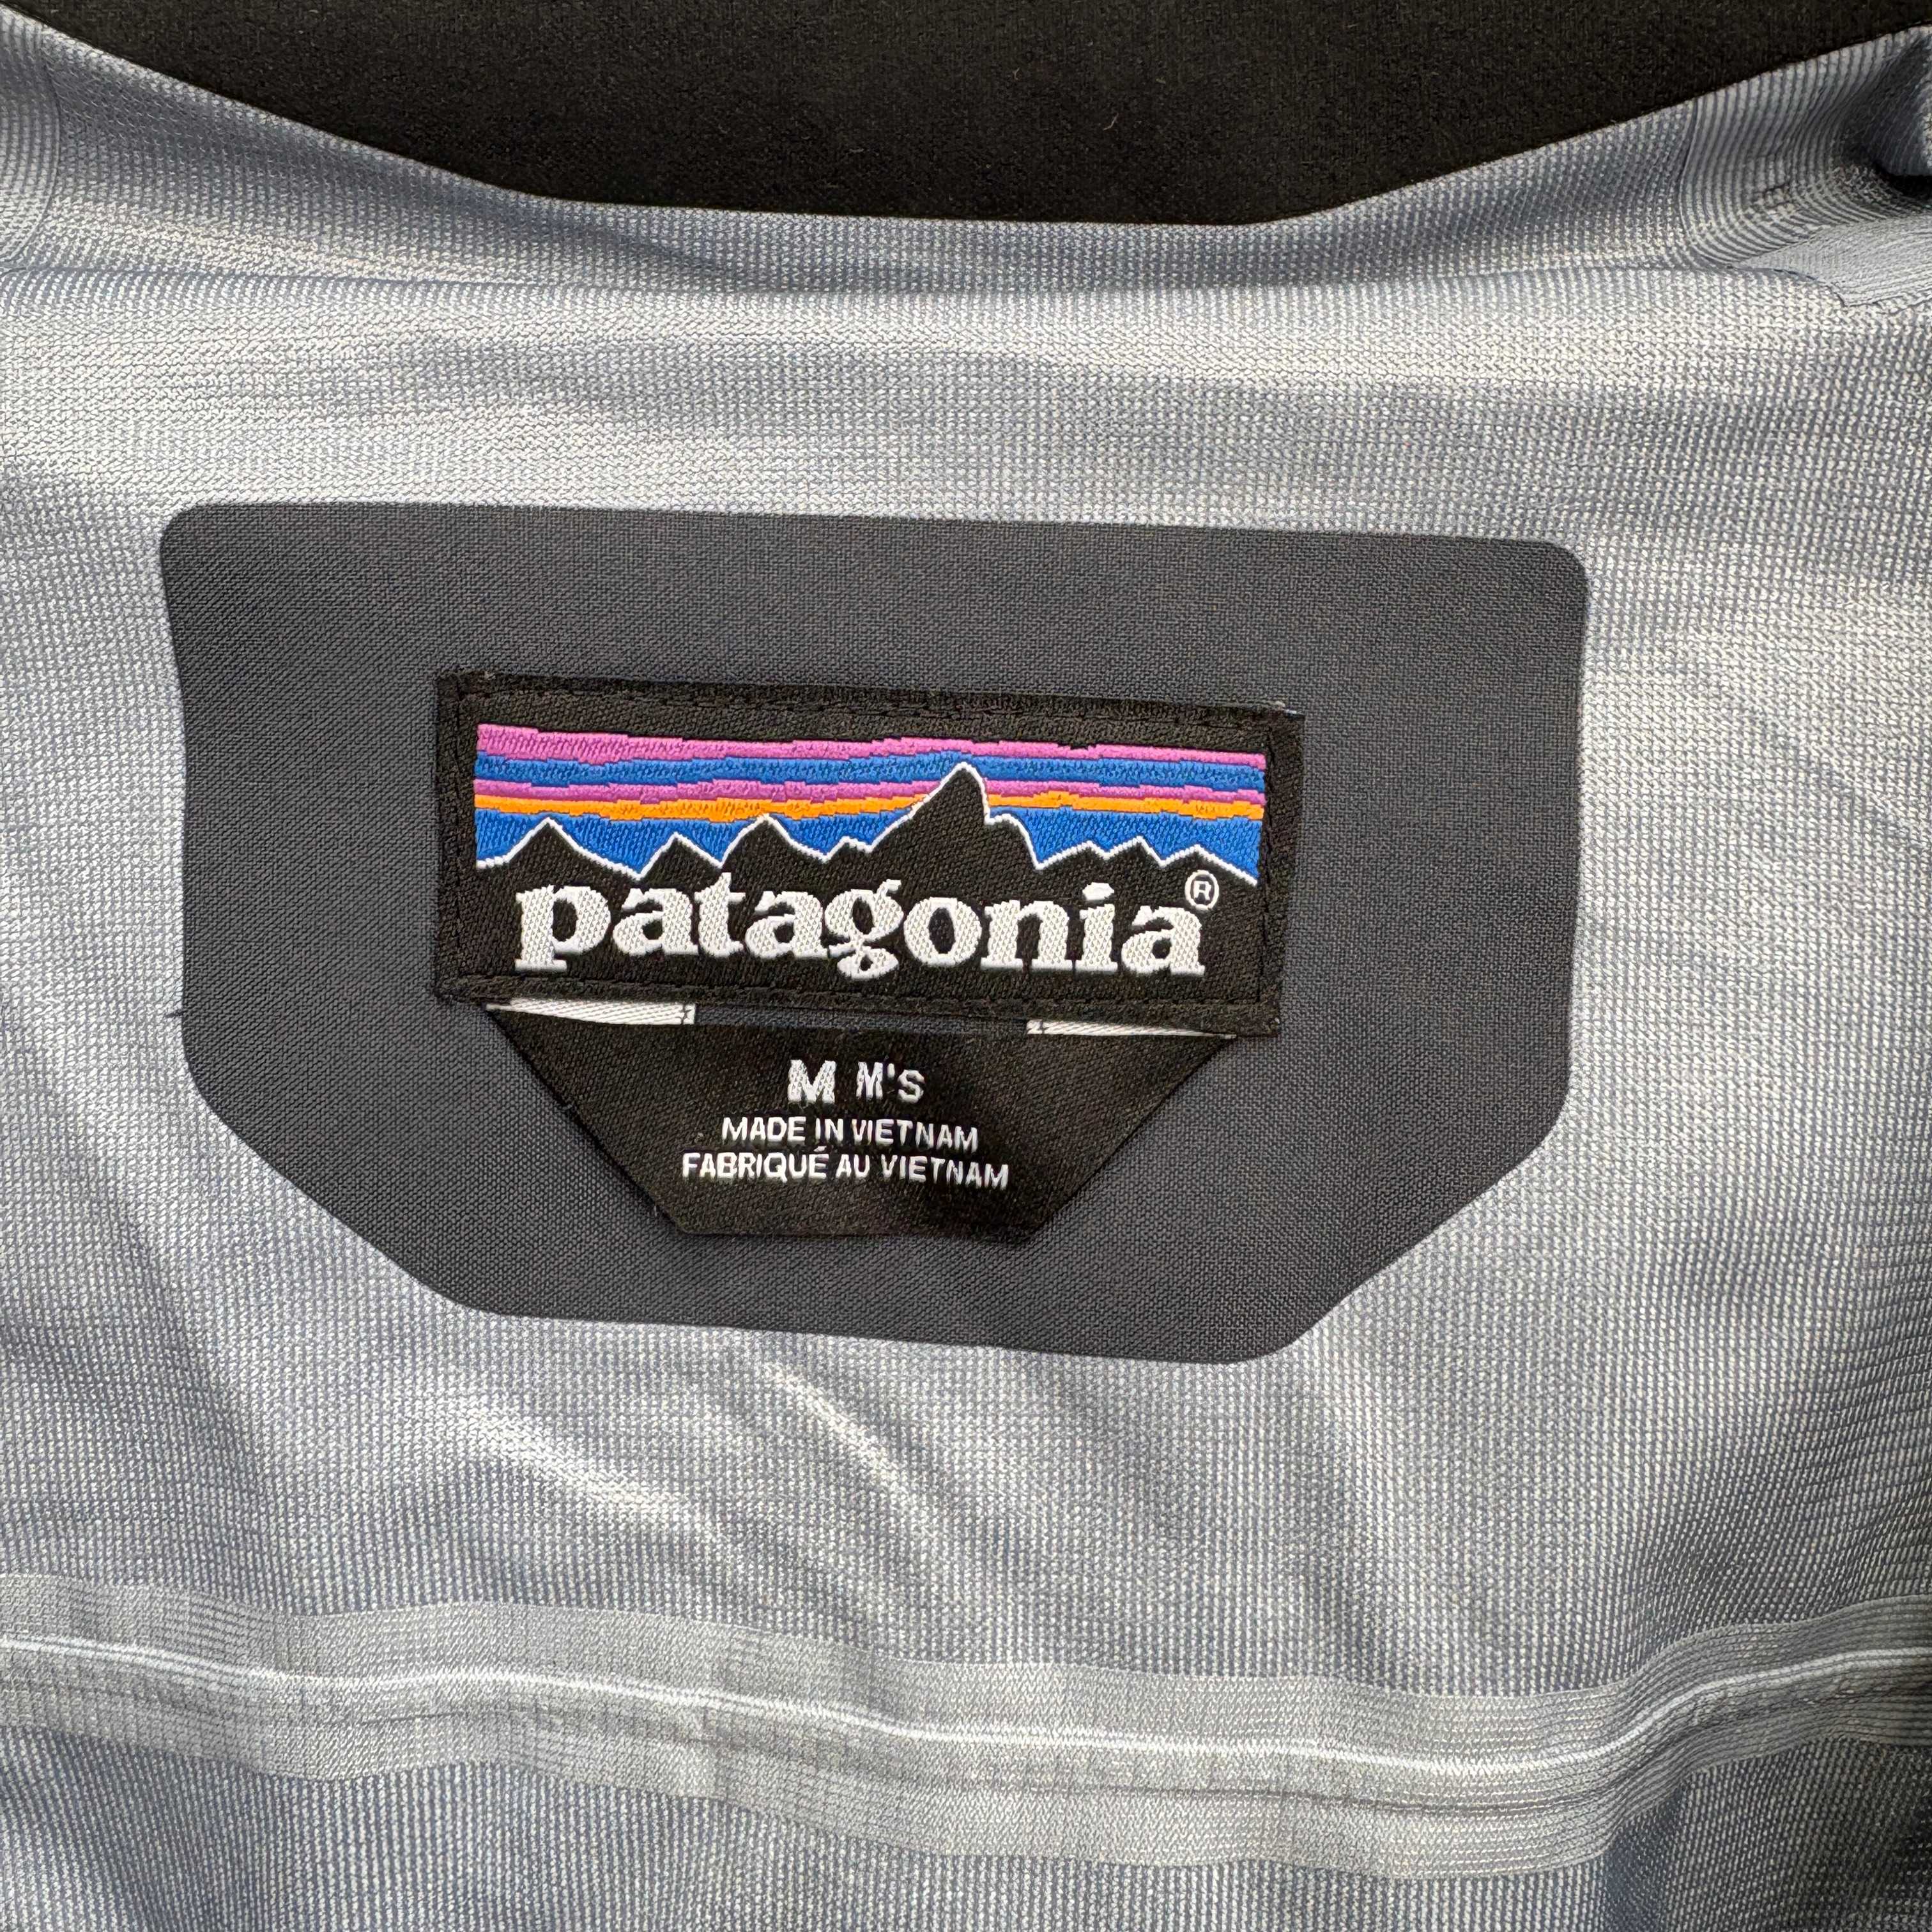 patagonia®
M M'S
MADE IN VIETNAM
FABRIQUÉ AU VIETNAM